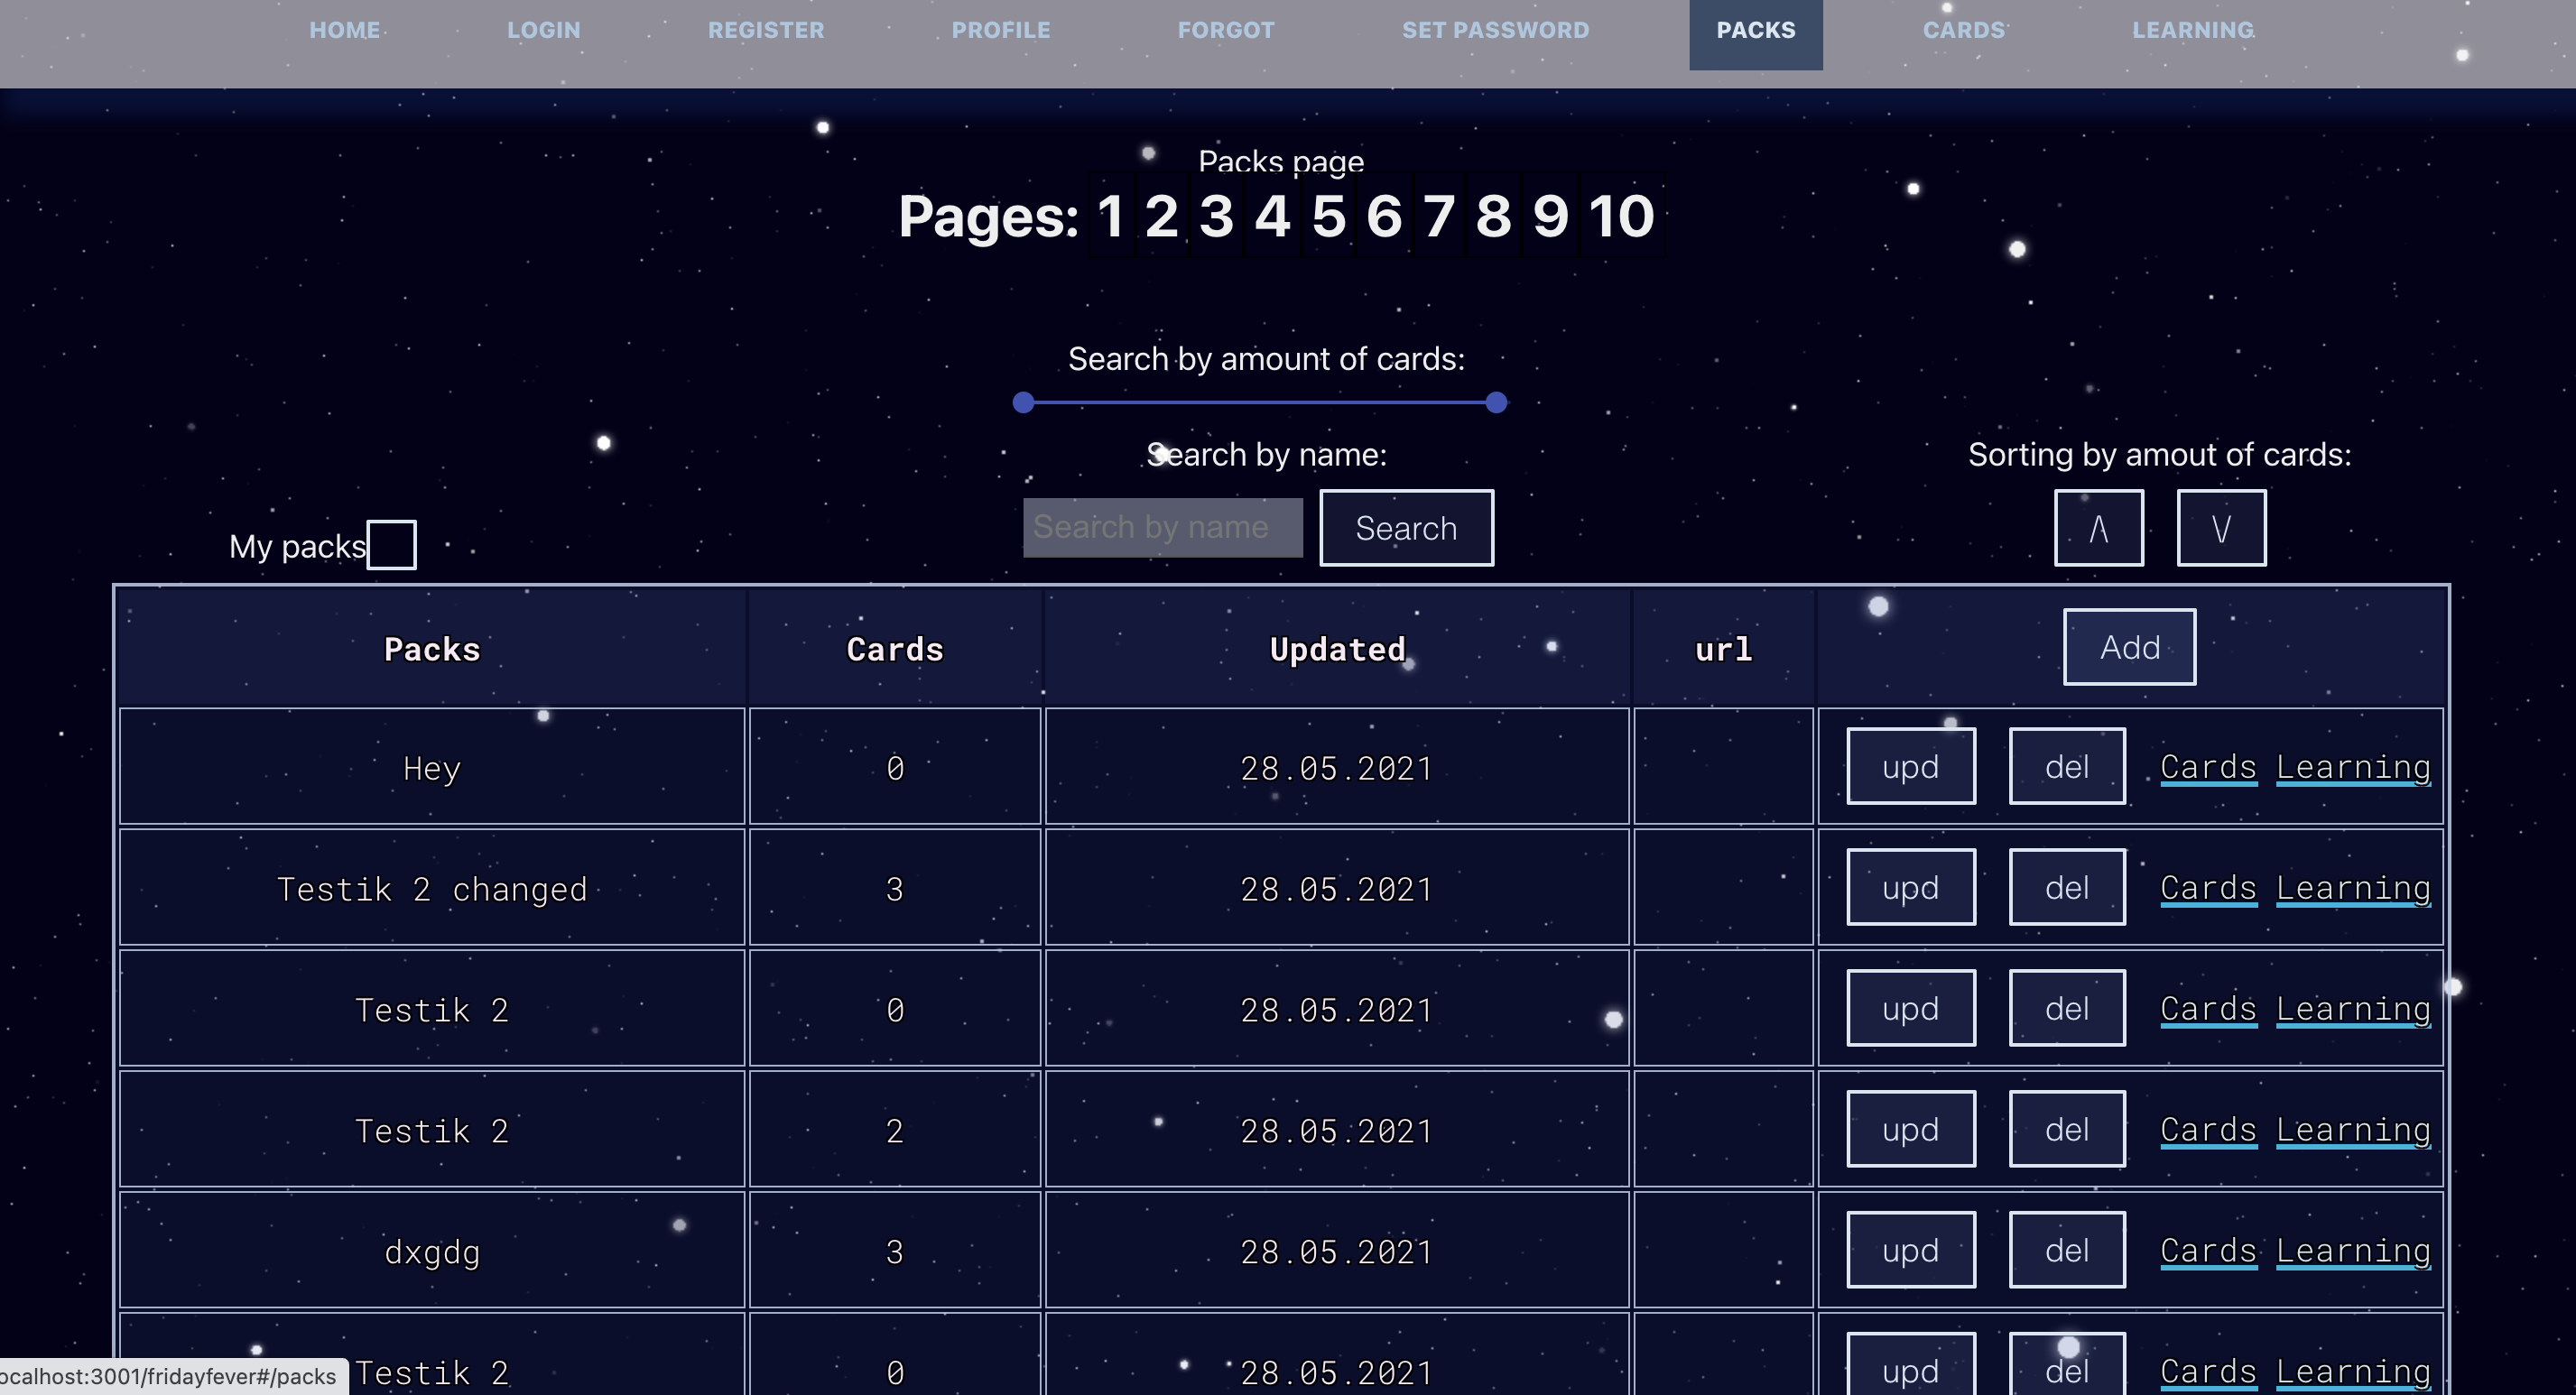 HOME LOGIN REGISTER PROFILE FORGOT SET PASSWORD PACKS CARDS LEARNING
Packs page
Pages: 1 2 3 4 5 6 7 8 9 10
Search by amount of cards:
Search by name:
Sorting by amout of cards:
My packs
Search by name
Search
Λ V
Packs Cards Updated url Add
Hey 0 28.05.2021 upd del Cards Learning
Testik 2 changed 3 28.05.2021 upd del Cards Learning
Testik 2 0 28.05.2021 upd del Cards Learning
Testik 2 2 28.05.2021 upd del Cards Learning
dxgdg 3 28.05.2021 upd del Cards Learning
Testik 2 0 28.05.2021 upd del Cards Learning
ocalhost:3001/fridayfever#/packs